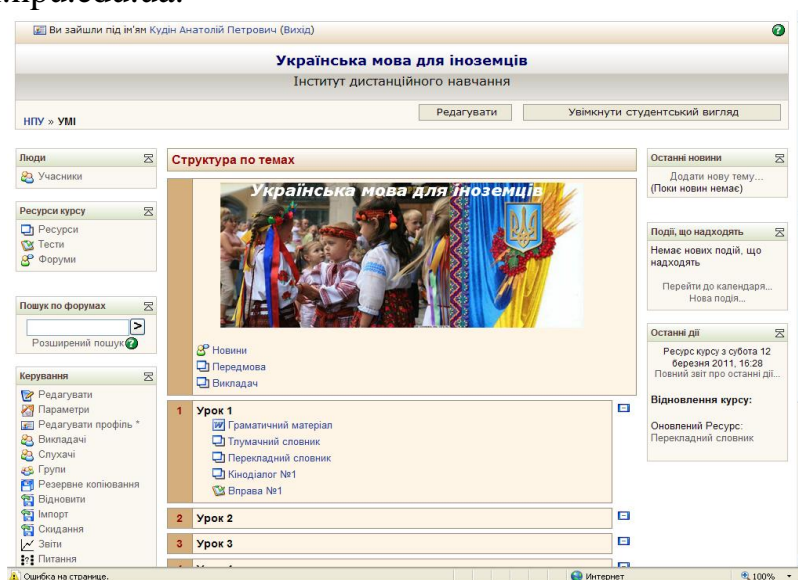 Ви зайшли під ім'ям Кудін Анатолій Петрович (Вихід)
Українська мова для іноземців
Інститут дистанційного навчання
НПУ » УМІ
Редагувати
Увімкнути студентський вигляд
Люди
Учасники
Ресурси курсу
Ресурси
Тести
Форуми
Пошук по форумах
>
Розширений пошук
Керування
Редагувати
Параметри
Редагувати профіль *
Викладачі
Слухачі
Групи
Резервне копіювання
Відновити
Імпорт
Скидання
Звіти
Питання
Структура по темах
Українська мова для іноземців
Новини
Передмова
Викладач
1 Урок 1
Граматичний матеріал
Тлумачний словник
Перекладний словник
Кінодіалог №1
Вправа №1
2 Урок 2
3 Урок 3
Останні новини
Додати нову тему...
(Поки новин немає)
Події, що надходять
Немає нових подій, що
надходять
Перейти до календаря...
Нова подія...
Останні дії
Ресурс курсу з субота 12
березня 2011, 16:28
Повний звіт про останні дії...
Відновлення курсу:
Оновлений Ресурс:
Перекладний словник
Ошибка на странице.
Интернет
100%